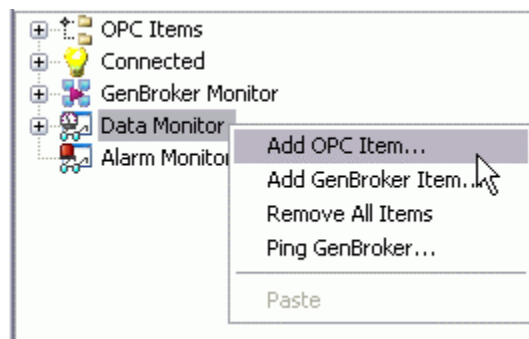 OPC Items
Connected
GenBroker Monitor
Data Monitor
Alarm Monitor
Add OPC Item...
Add GenBroker Item...
Remove All Items
Ping GenBroker...
Paste